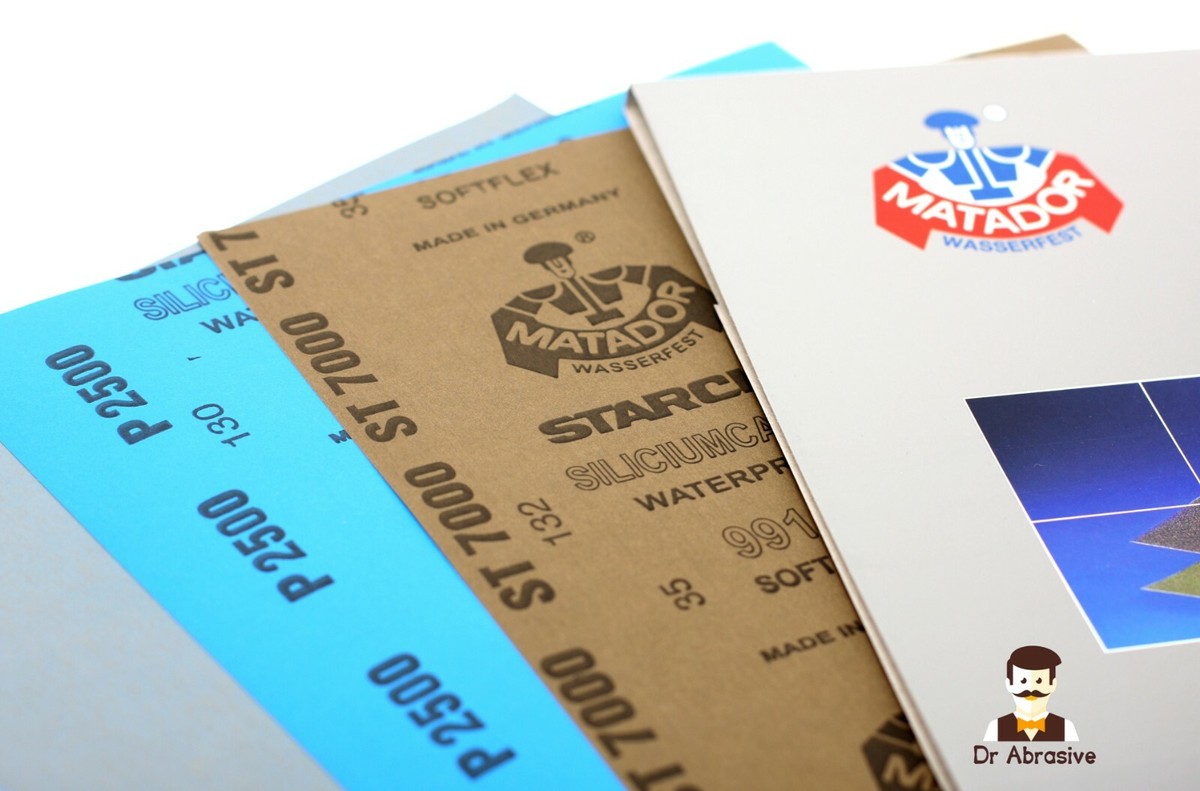 MATADOR
WASSERFEST
35
SOFTFLEX
MADE IN GERMANY
ST 7
MATADOR
WASSERFEST
®
STARC
SILICIUMCA
WATERPR
991
SOFT
35
MADE IN
132
ST 7000
ST 7000
ST 7000
SILICI
WA
130
P2500
P2500
P2500
Dr Abrasive